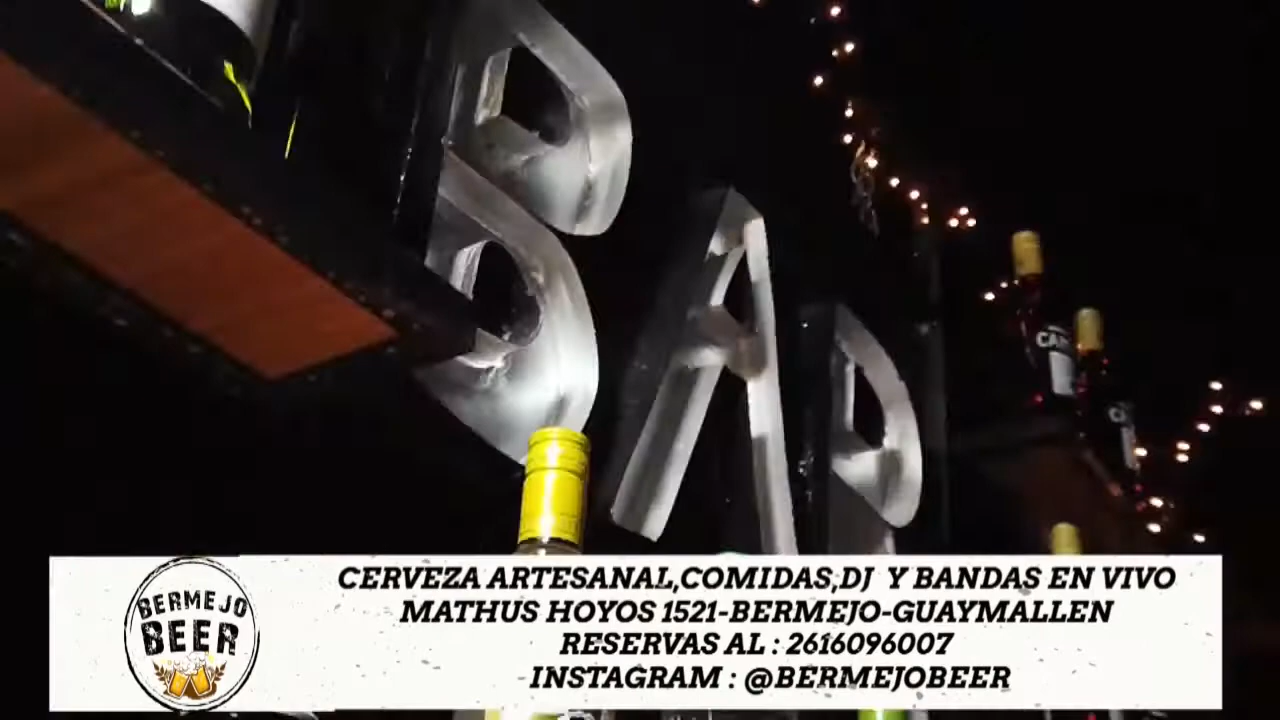 BAR
CERVEZA ARTESANAL,COMIDAS,DJ Y BANDAS EN VIVO
MATHUS HOYOS 1521-BERMEJO-GUAYMALLEN
RESERVAS AL : 2616096007
INSTAGRAM : @BERMEJOBEER
BERMEJO
BEER